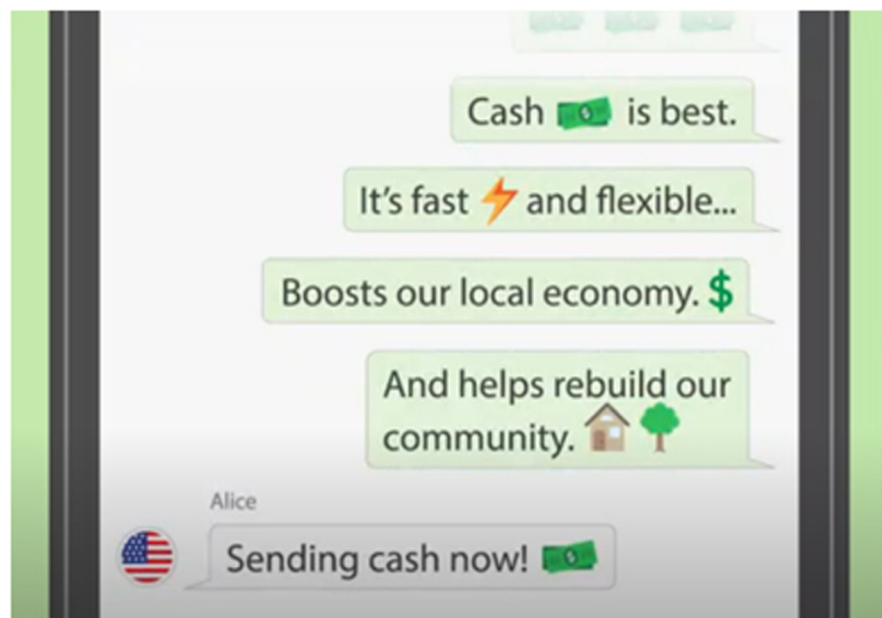 Cash 💵 is best.
It's fast ⚡ and flexible...
Boosts our local economy. $
And helps rebuild our
community. 🏠🌳
Alice
Sending cash now! 💵